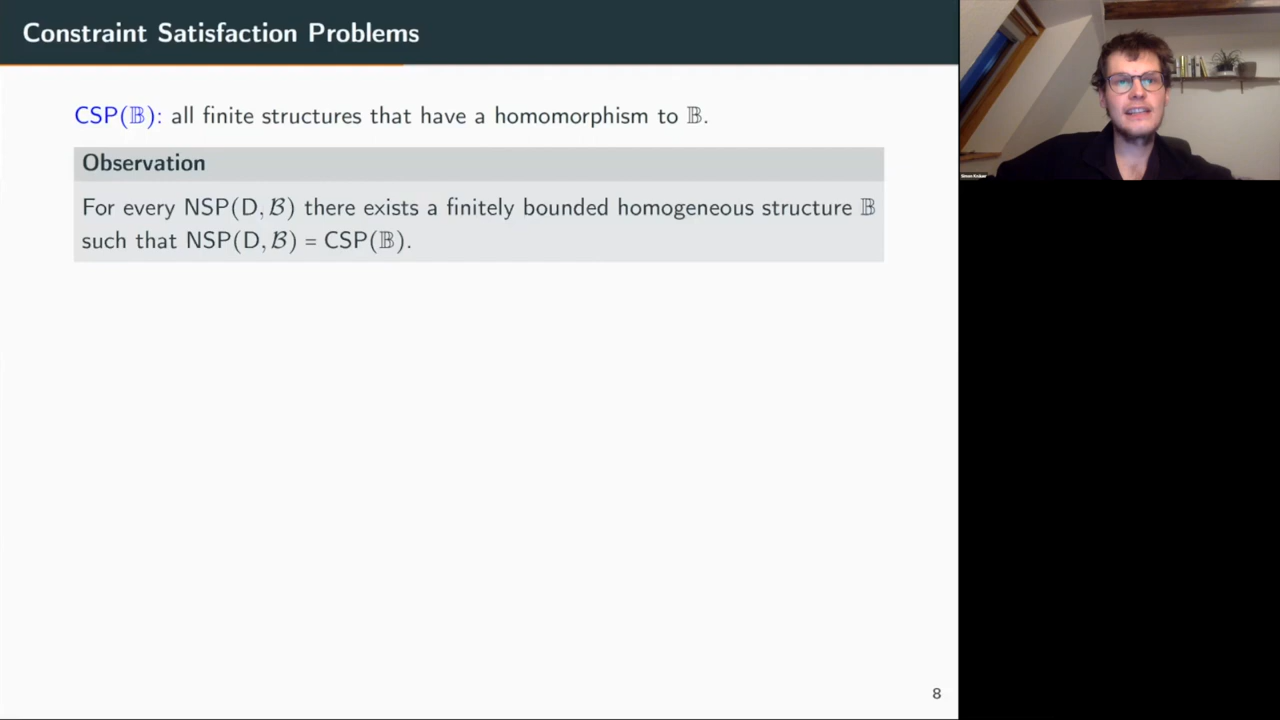 Constraint Satisfaction Problems
CSP(𝔹): all finite structures that have a homomorphism to 𝔹.
Observation
For every NSP(D, ℬ) there exists a finitely bounded homogeneous structure 𝔹
such that NSP(D, ℬ) = CSP(𝔹).
8